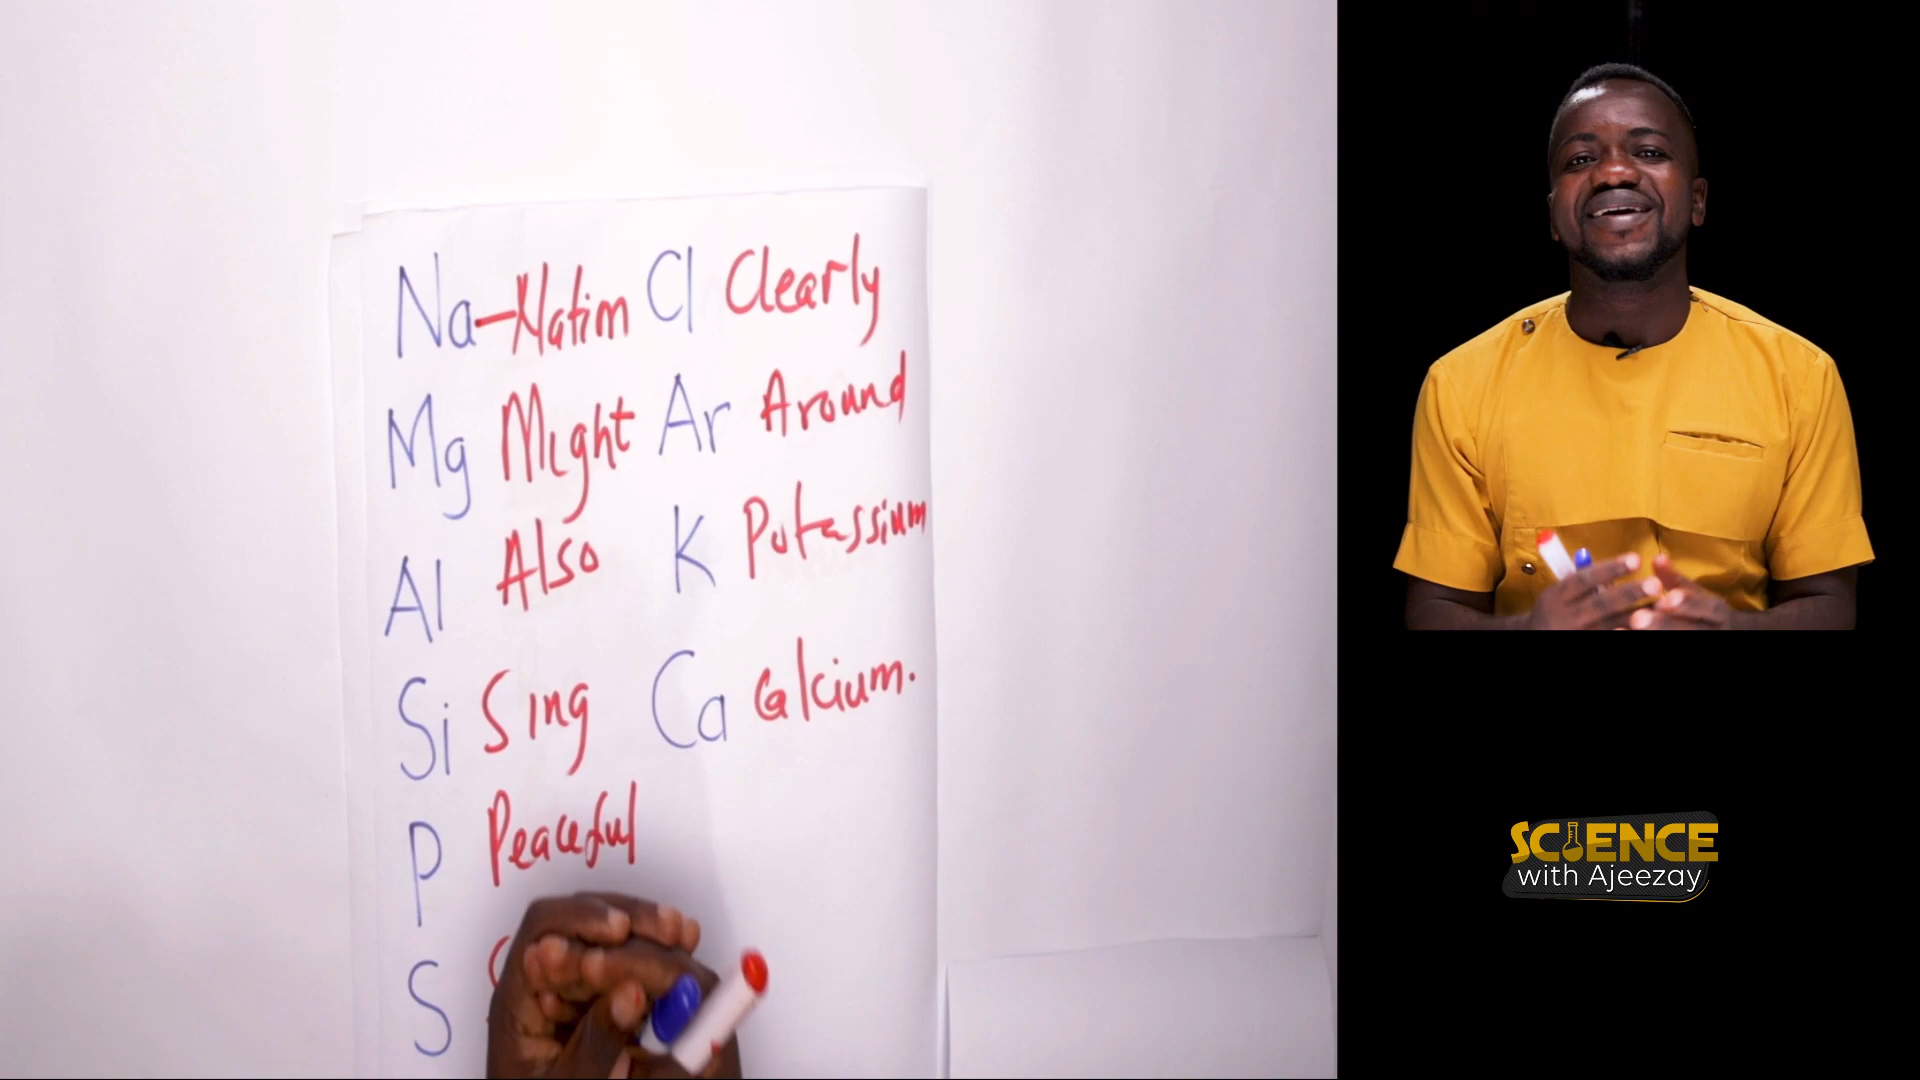 Na-Natim
Mg Might
Al Also
Si Sing
P Peaceful
S
Cl Clearly
Ar Around
K Potassium
Ca Calcium.
SCIENCE
with Ajeezay